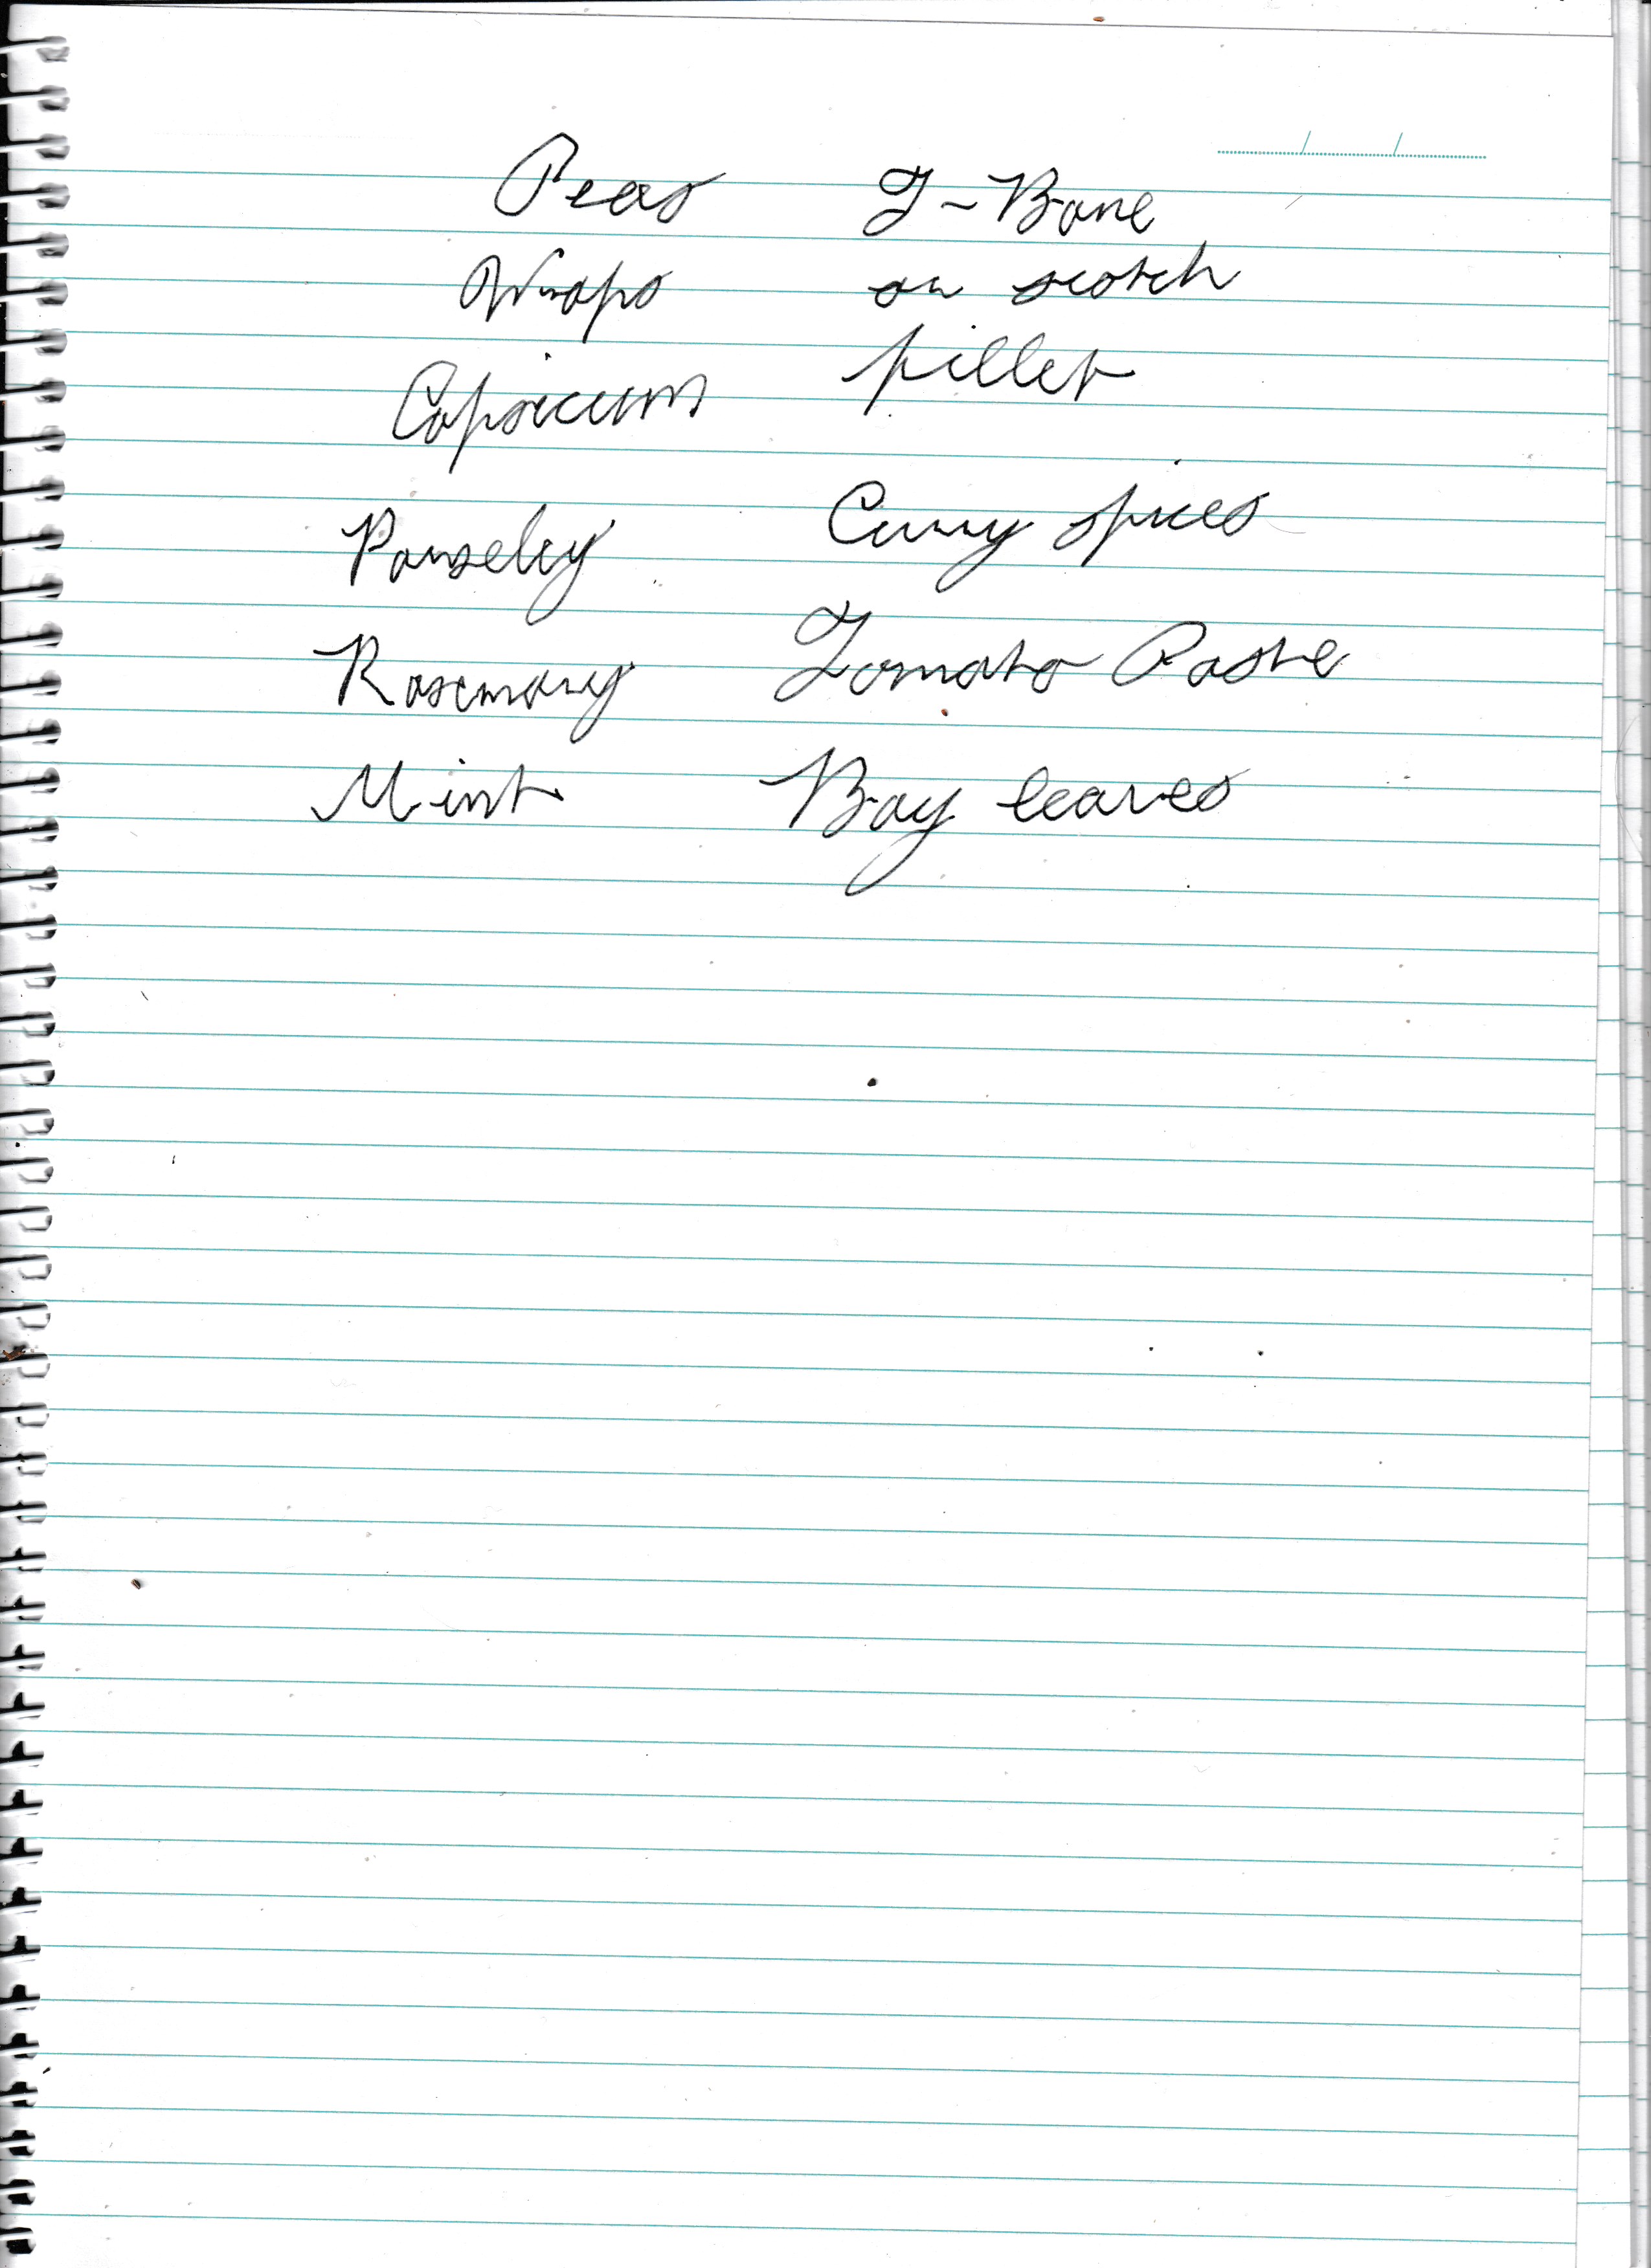 Peas
Wraps
Capsicum
Parseley
Rosemary
Mint
T-Bone
or scotch
fillet
Curry spices
Tomato Paste
Bay leaves